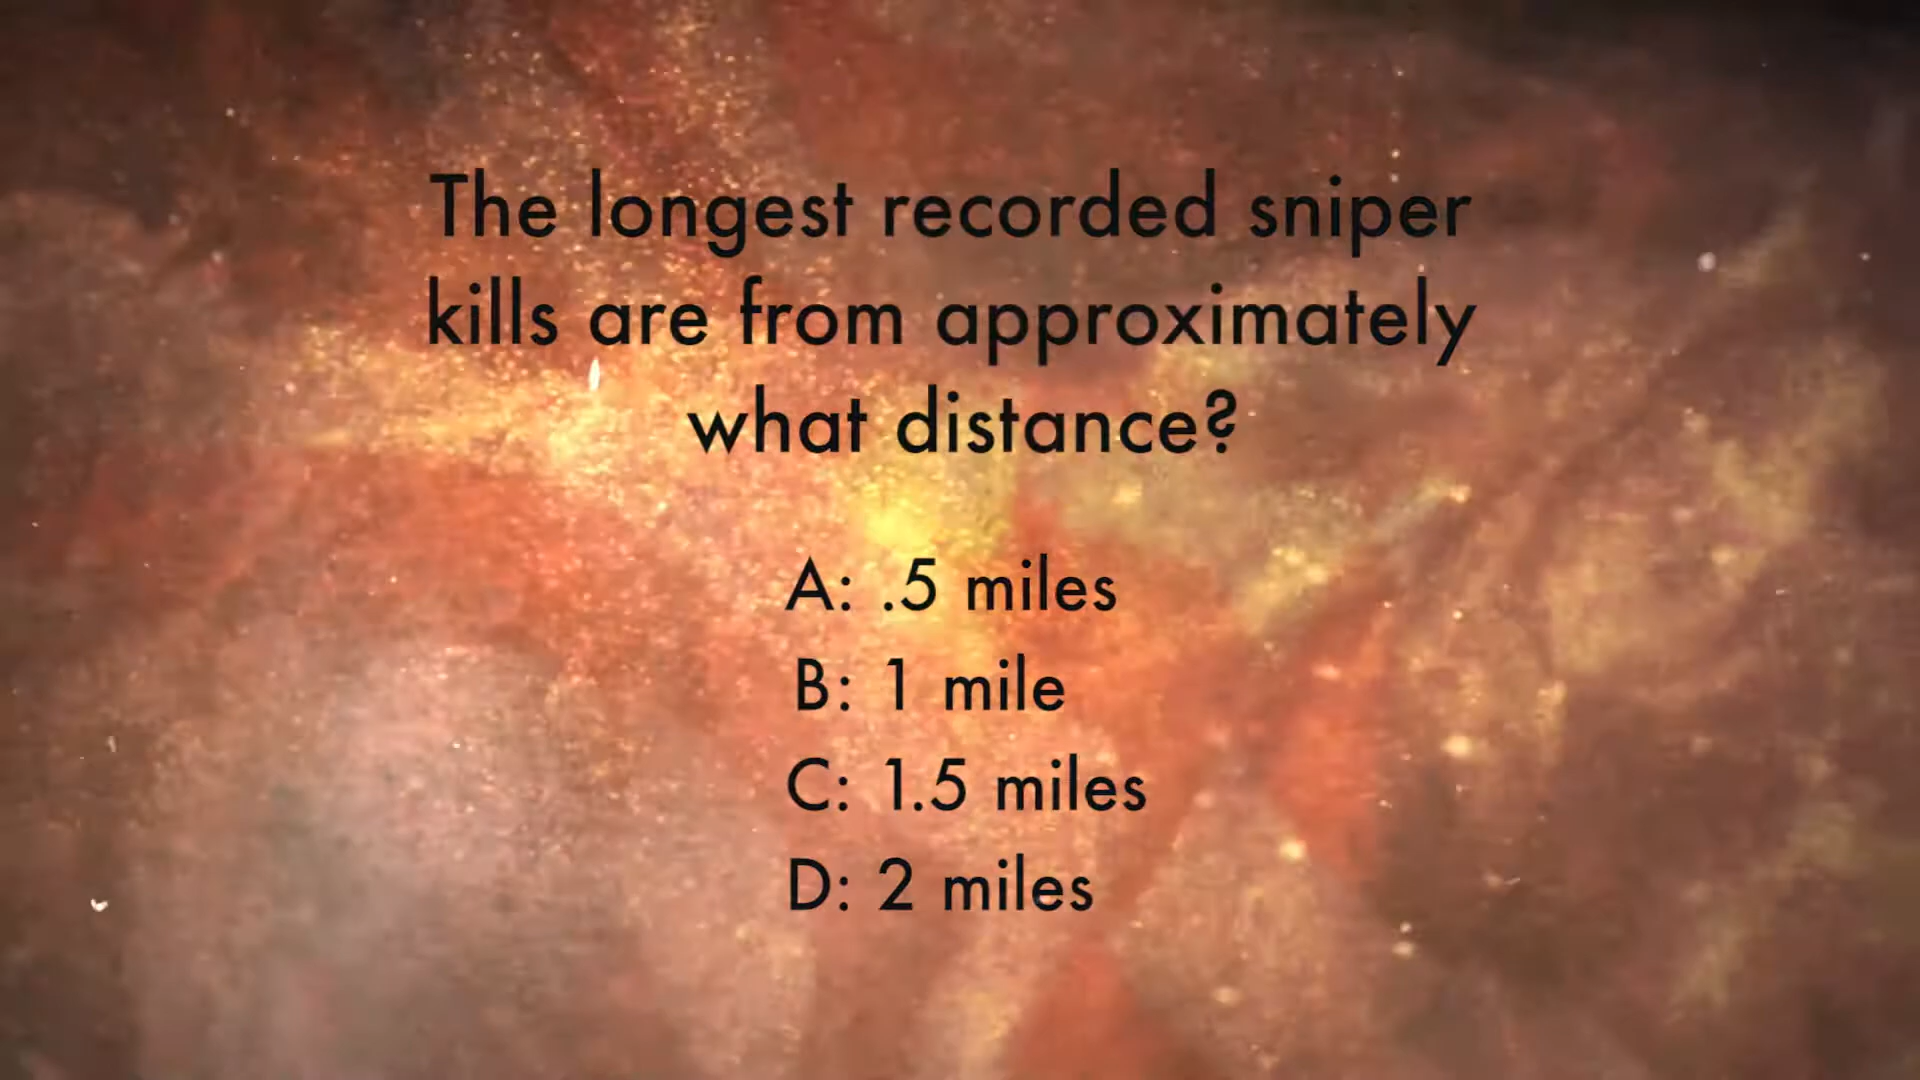 The longest recorded sniper
kills are from approximately
what distance?
A: .5 miles
B: 1 mile
C: 1.5 miles
D: 2 miles